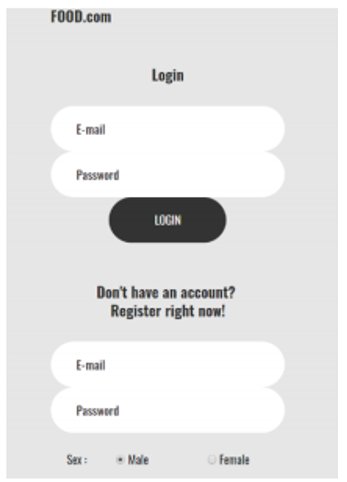 FOOD.com
Login
E-mail
Password
LOGIN
Don't have an account?
Register right now!
E-mail
Password
Sex : Male Female